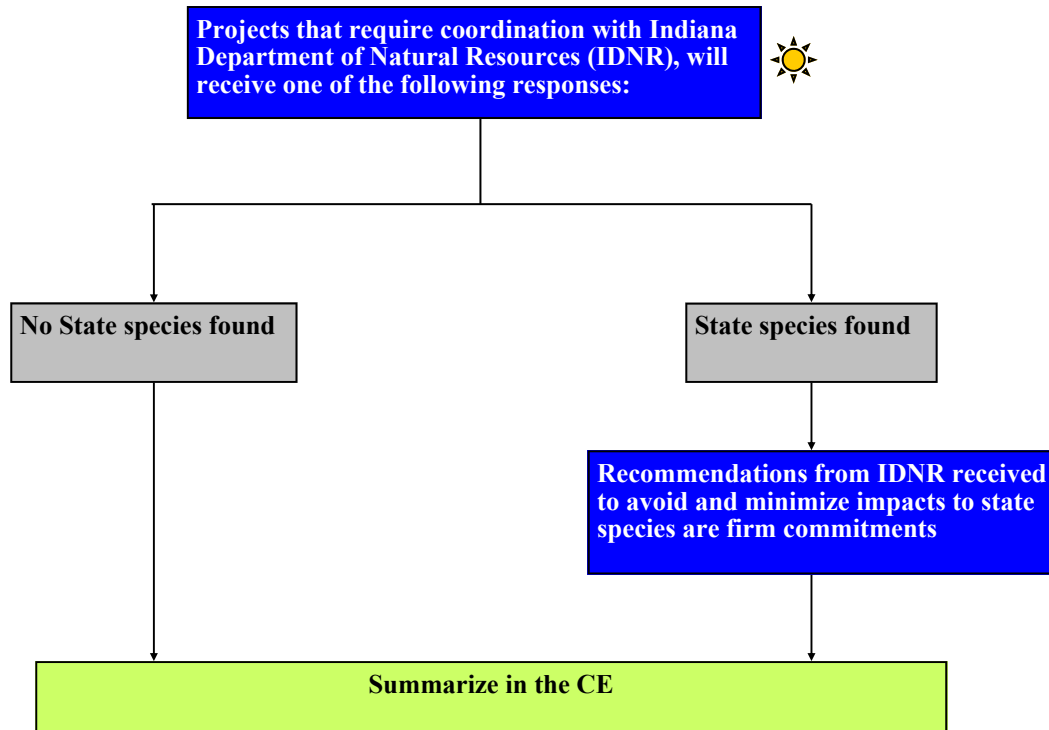 Projects that require coordination with Indiana
Department of Natural Resources (IDNR), will
receive one of the following responses:
No State species found
State species found
Recommendations from IDNR received
to avoid and minimize impacts to state
species are firm commitments
Summarize in the CE